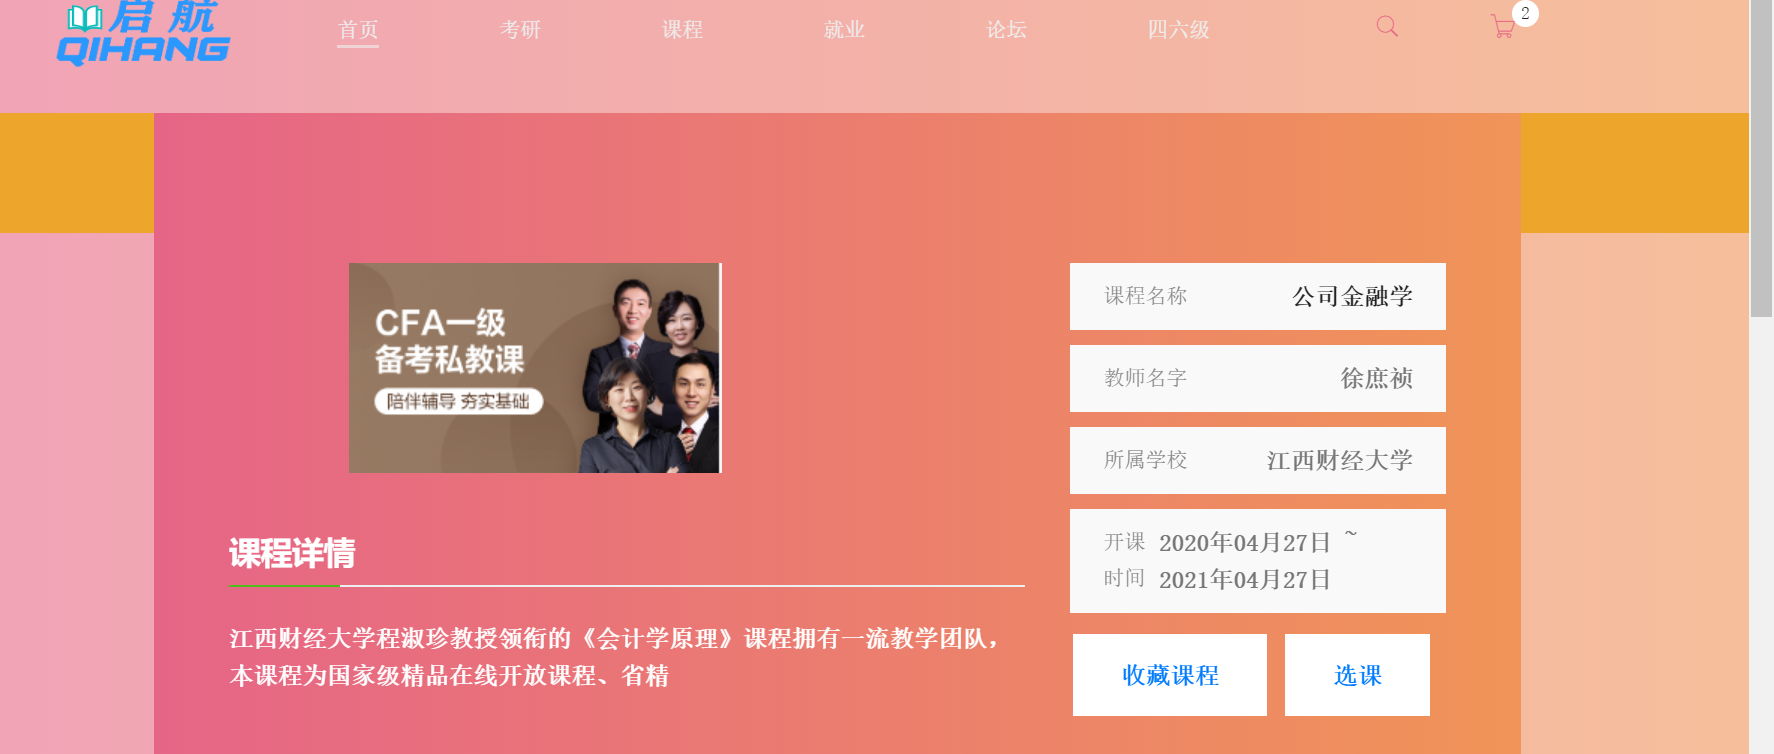 启航
QIHANG
首页 考研 课程 就业 论坛 四六级 2
CFA一级
备考私教课
陪伴辅导 夯实基础
课程名称 公司金融学
教师名字 徐庶祯
所属学校 江西财经大学
开课 2020年04月27日 ~
时间 2021年04月27日
收藏课程 选课
课程详情
江西财经大学程淑珍教授领衔的《会计学原理》课程拥有一流教学团队，
本课程为国家级精品在线开放课程、省精